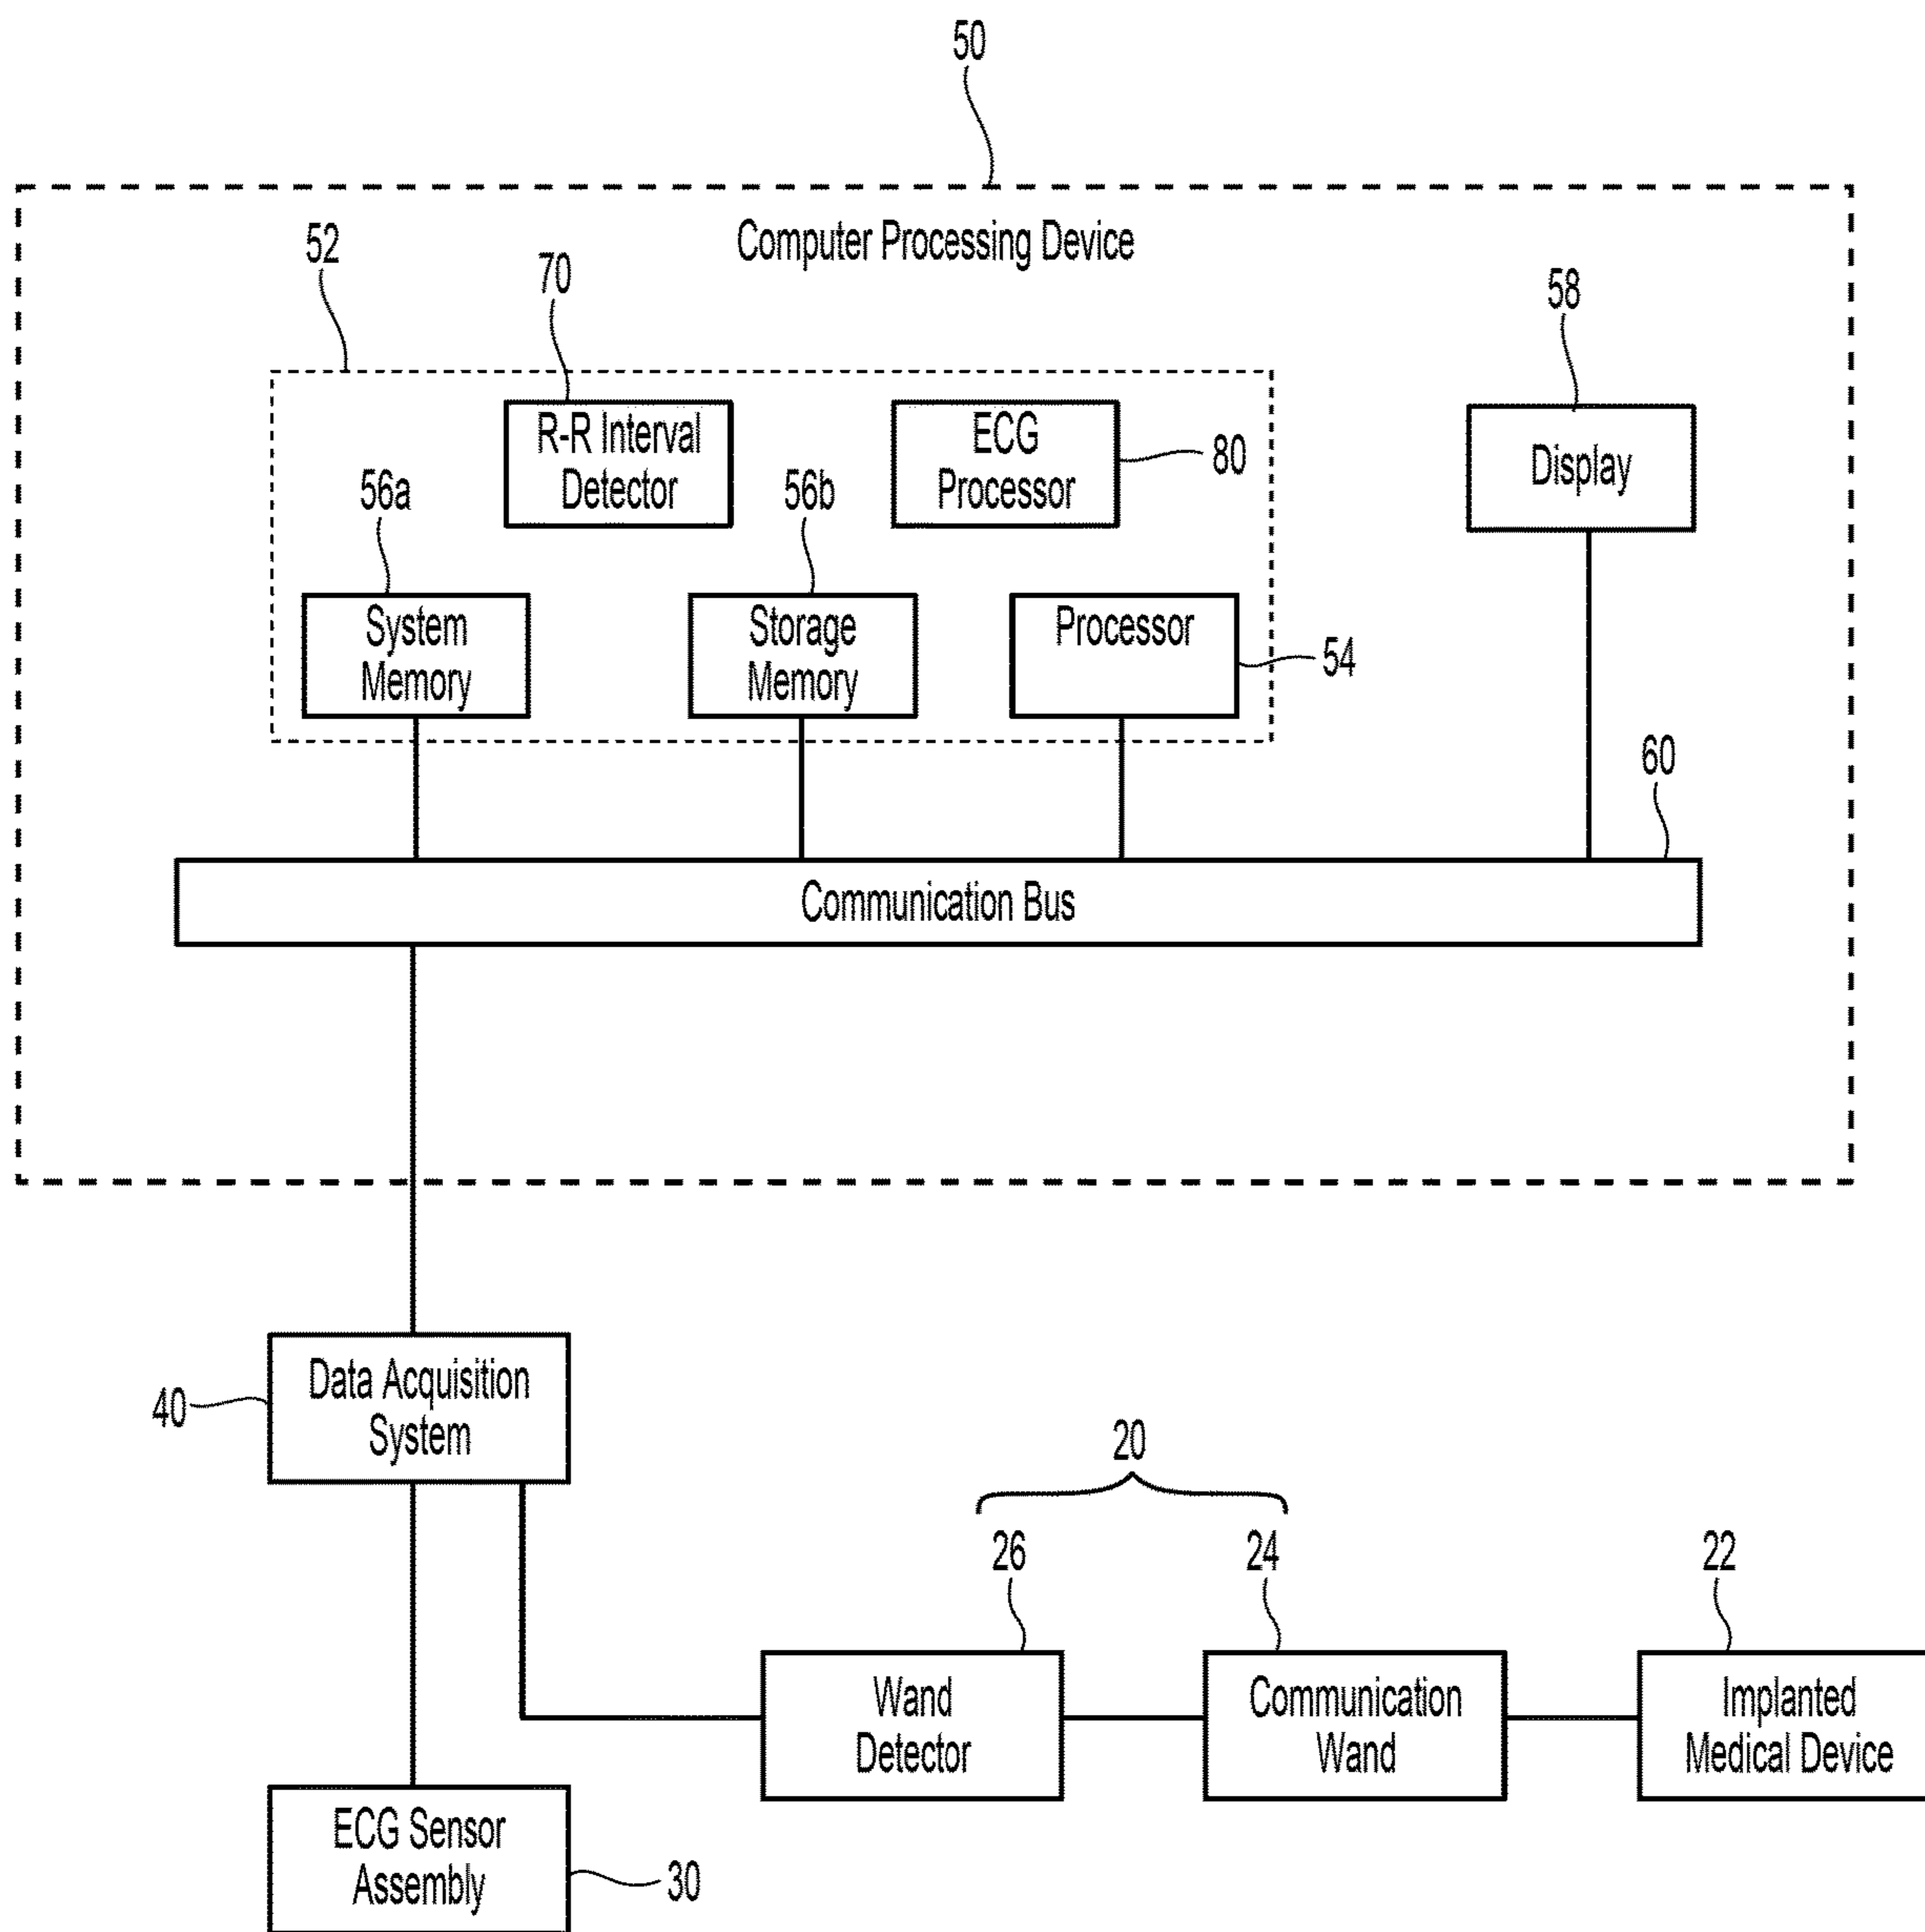 50
Computer Processing Device
52
70
58
R-R Interval
Detector
ECG
Processor
80
Display
56a
56b
System
Memory
Storage
Memory
Processor
54
60
Communication Bus
Data Acquisition
System
40
20
26
24
22
Wand
Detector
Communication
Wand
Implanted
Medical Device
ECG Sensor
Assembly
30